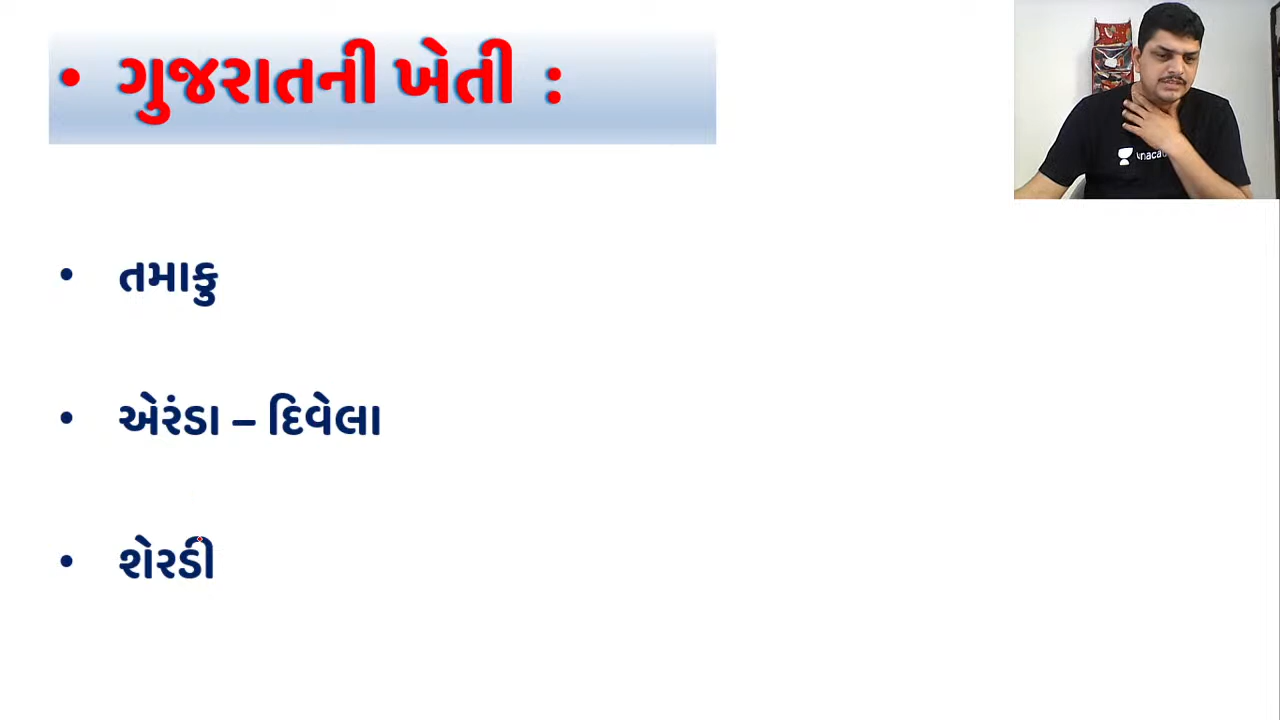 • ગુજરાતની ખેતી :
• તમાકુ
• એરંડા – દિવેલા
• શેરડી